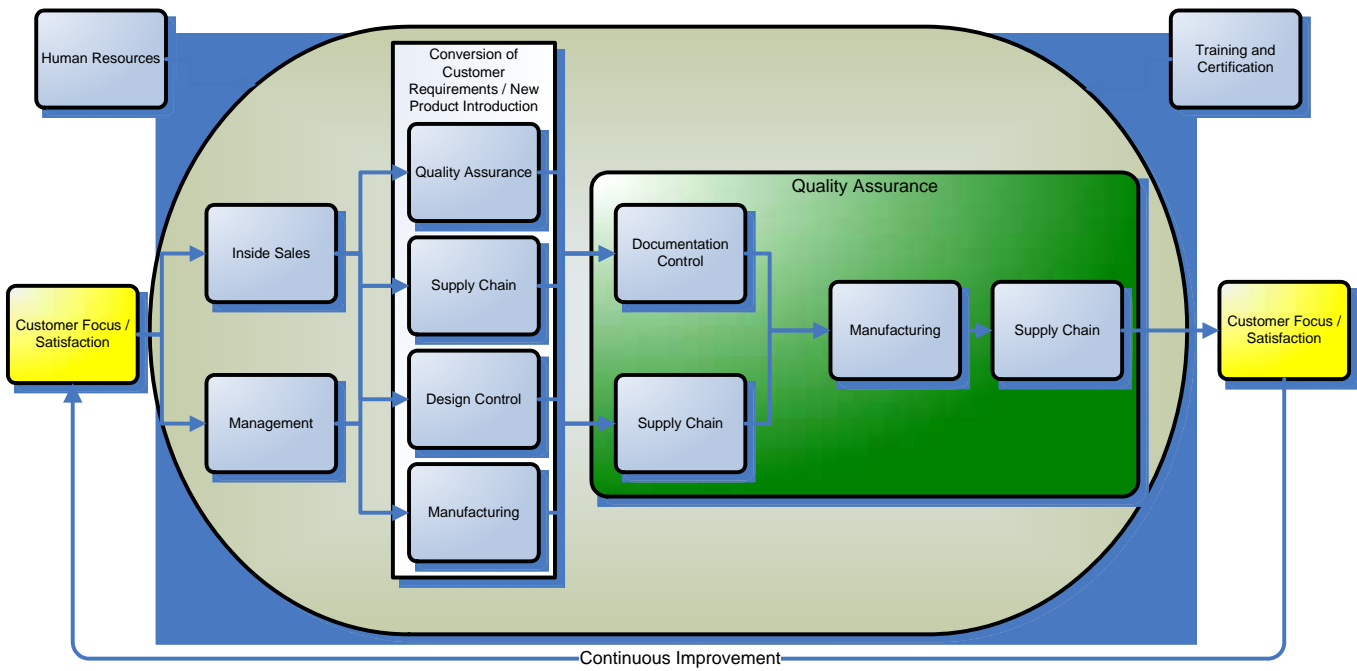 Human Resources
Training and
Certification
Conversion of
Customer
Requirements / New
Product Introduction
Quality Assurance
Supply Chain
Design Control
Manufacturing
Inside Sales
Management
Customer Focus /
Satisfaction
Quality Assurance
Documentation
Control
Supply Chain
Manufacturing
Supply Chain
Customer Focus /
Satisfaction
Continuous Improvement